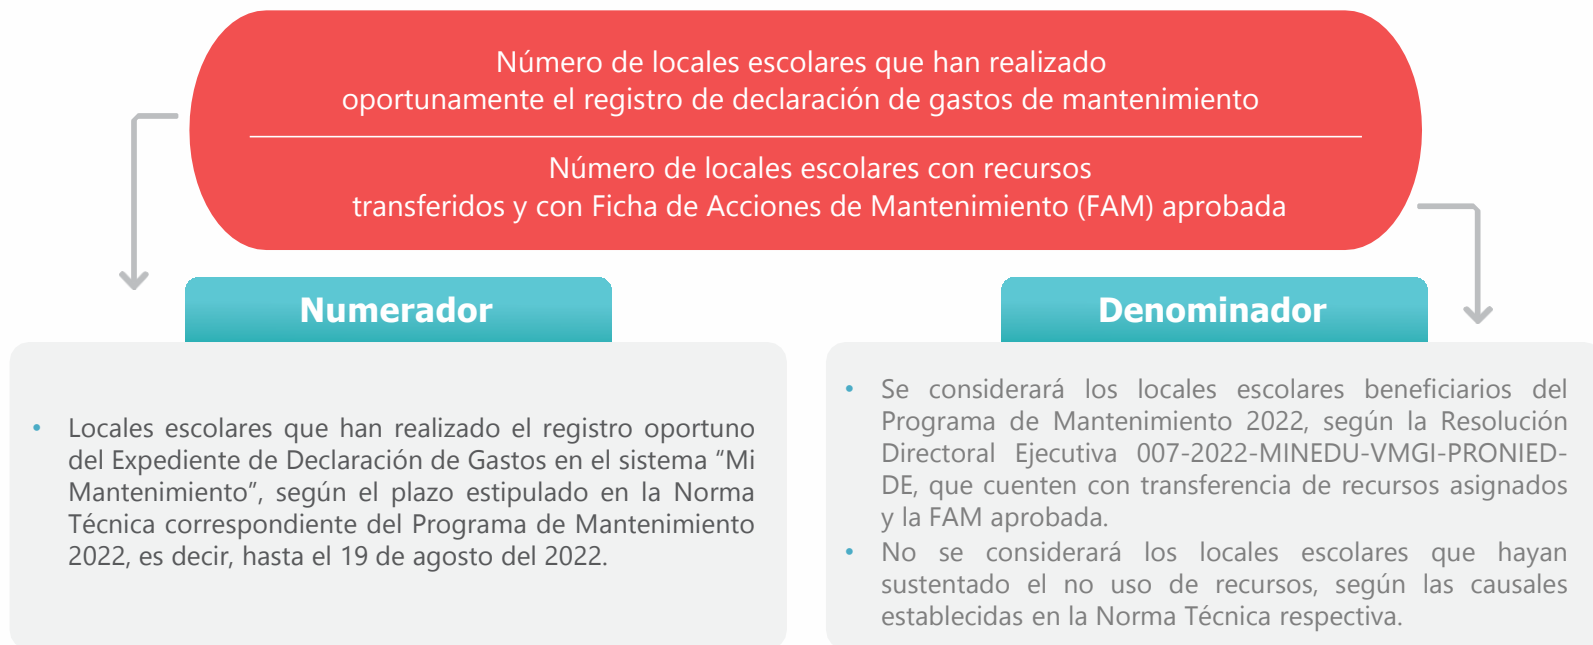 Número de locales escolares que han realizado
oportunamente el registro de declaración de gastos de mantenimiento
Número de locales escolares con recursos
transferidos y con Ficha de Acciones de Mantenimiento (FAM) aprobada
Numerador
• Locales escolares que han realizado el registro oportuno
del Expediente de Declaración de Gastos en el sistema “Mi
Mantenimiento”, según el plazo estipulado en la Norma
Técnica correspondiente del Programa de Mantenimiento
2022, es decir, hasta el 19 de agosto del 2022.
Denominador
• Se considerará los locales escolares beneficiarios del
Programa de Mantenimiento 2022, según la Resolución
Directoral Ejecutiva 007-2022-MINEDU-VMGI-PRONIED-
DE, que cuenten con transferencia de recursos asignados
y la FAM aprobada.
• No se considerará los locales escolares que hayan
sustentado el no uso de recursos, según las causales
establecidas en la Norma Técnica respectiva.